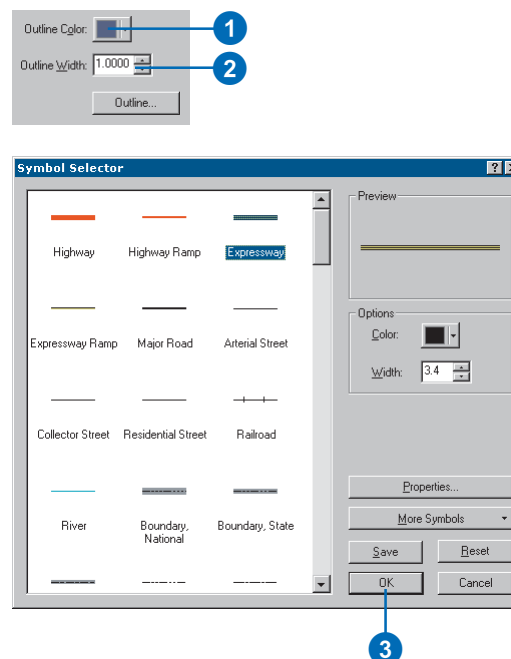 Outline Color:
1
Outline Width: 1.0000
2
Outline...
Symbol Selector
?
Preview
Highway
Highway Ramp
Expressway
Options
Color:
Width: 3.4
Expressway Ramp
Major Road
Arterial Street
Collector Street
Residential Street
Railroad
River
Boundary,
National
Boundary, State
Properties...
More Symbols
Save
Reset
OK
Cancel
3